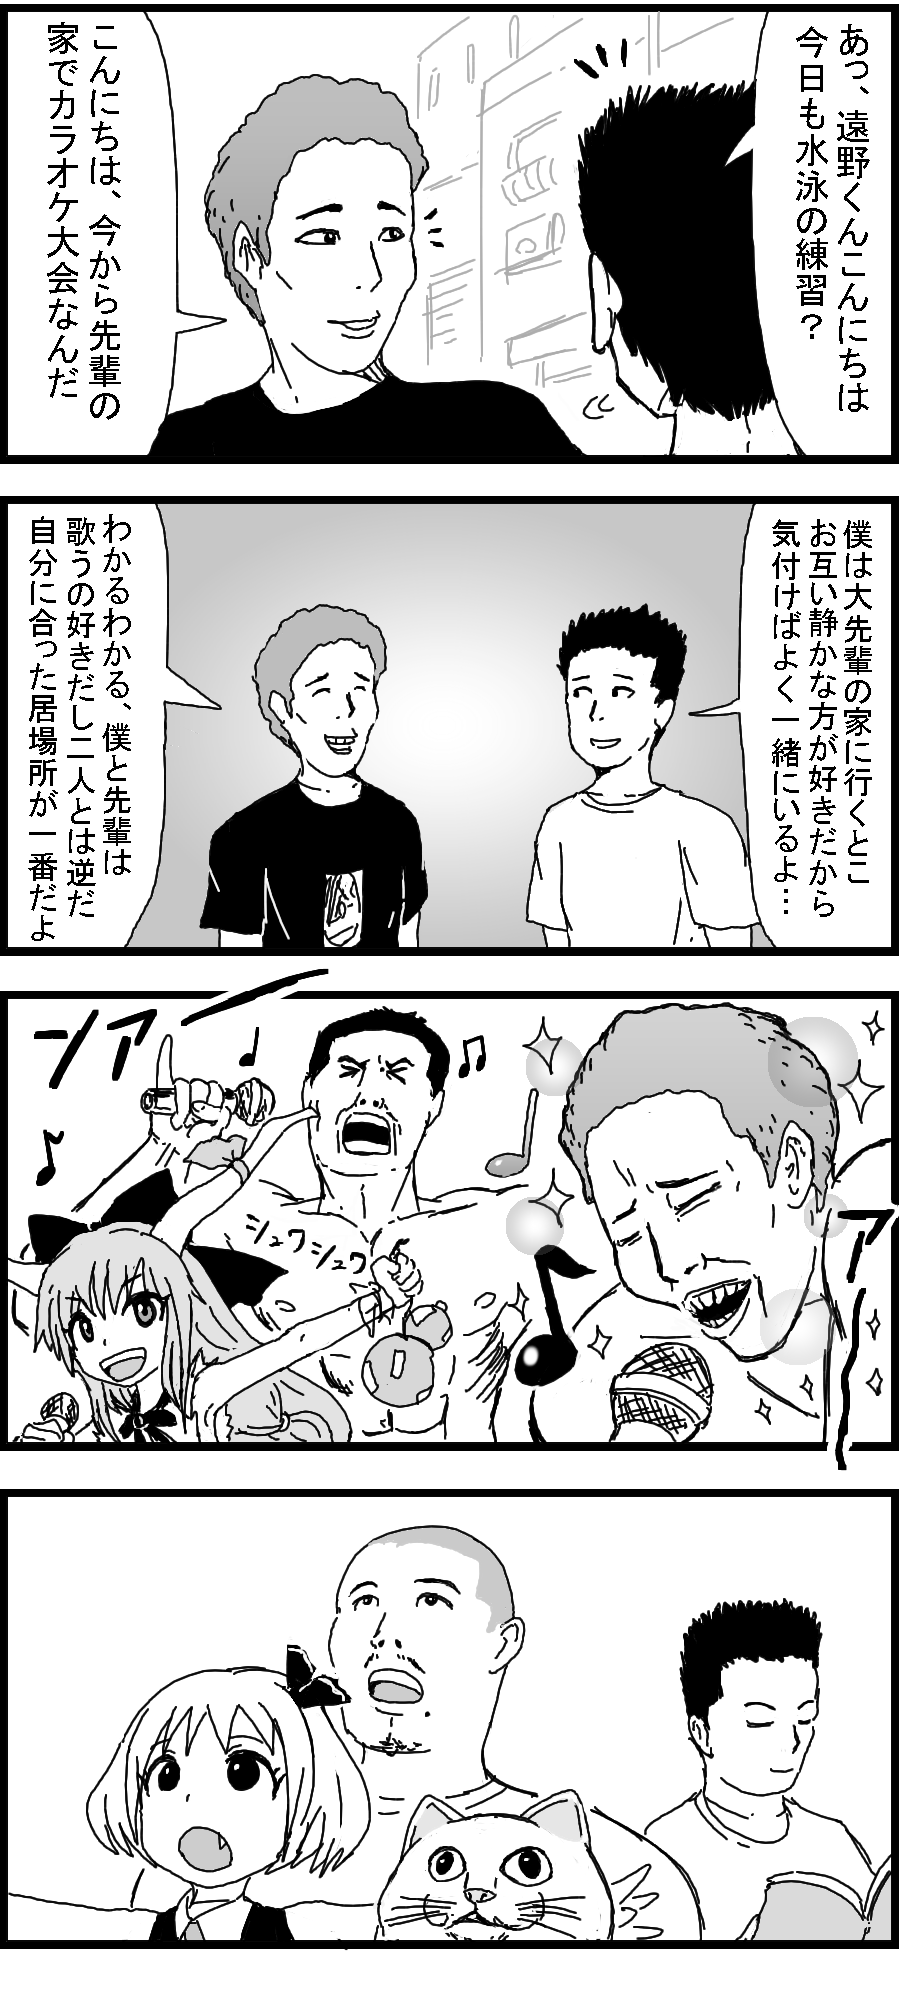 あっ、遠野くんこんにちは
今日も水泳の練習？
こんにちは、今から先輩の
家でカラオケ大会なんだ
僕は大先輩の家に行くとこ
お互い静かな方が好きだから
気付けばよく一緒にいるよ…
わかるわかる、僕と先輩は
歌うの好きだし二人とは逆だ
自分に合った居場所が一番だよ
アー
ンアー
シュワシュワ